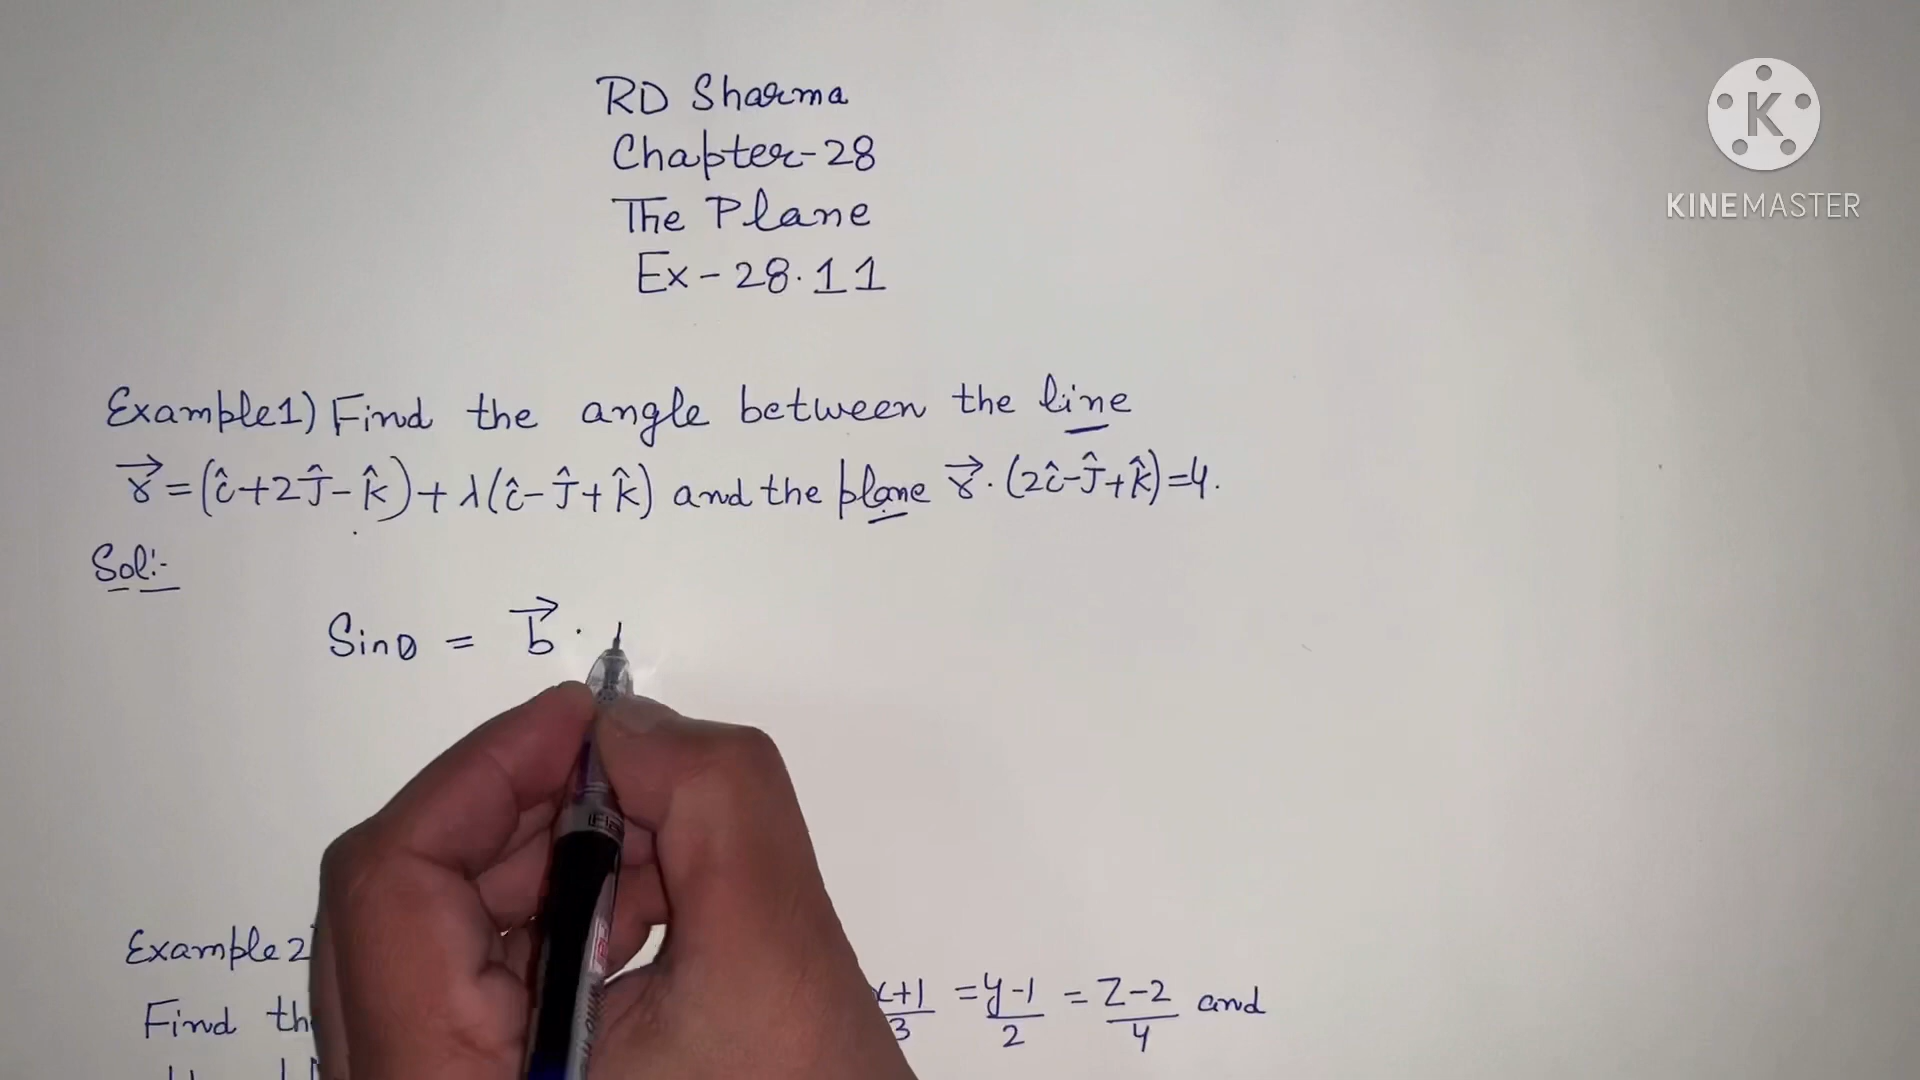 RD Sharma
Chapter-28
The Plane
Ex-28.11
K
KINEMASTER
Example1) Find the angle between the line
r⃗=(î+2ĵ-k̂)+λ(î-ĵ+k̂) and the plane r⃗.(2î-ĵ+k̂)=4.
Sol:-
Sinθ = b⃗ .
Example2
x+1/3 = y-1/2 = z-2/4 and
Find